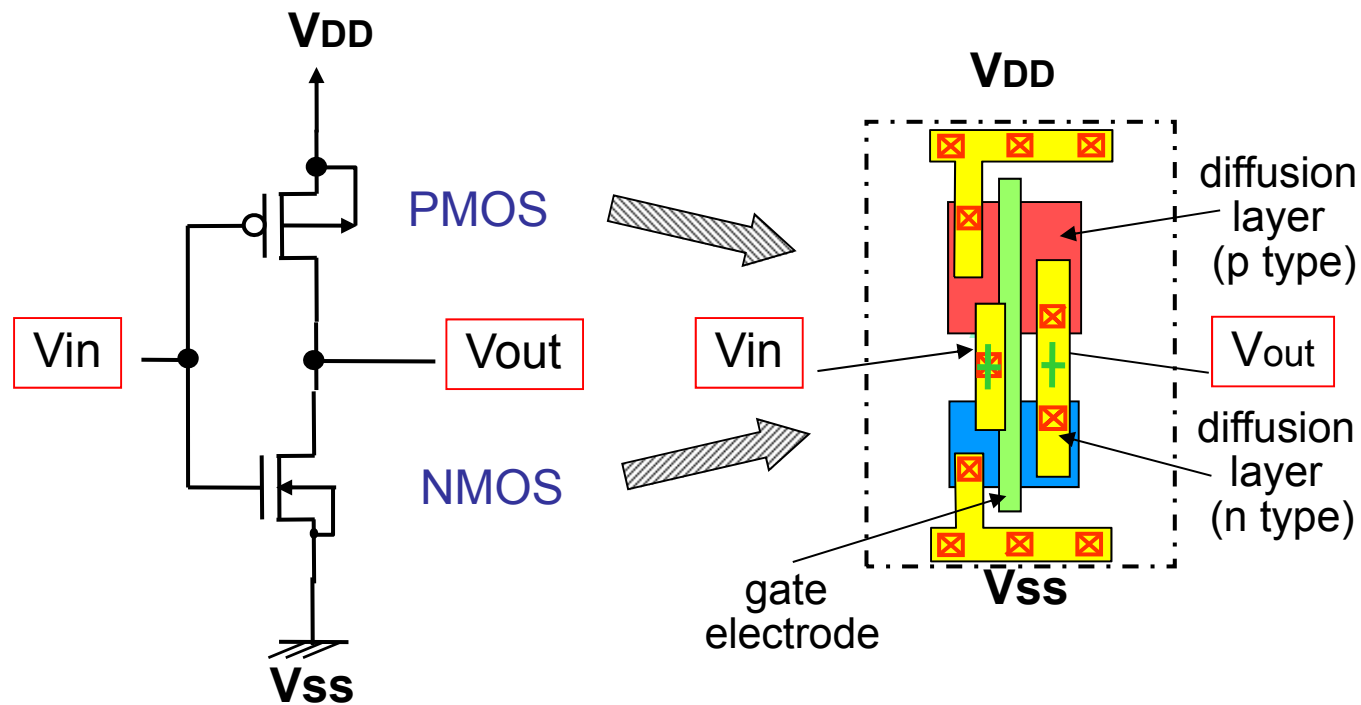 VDD
PMOS
Vin
Vout
NMOS
Vss
VDD
diffusion
layer
(p type)
Vin
Vout
diffusion
layer
(n type)
gate
electrode
Vss